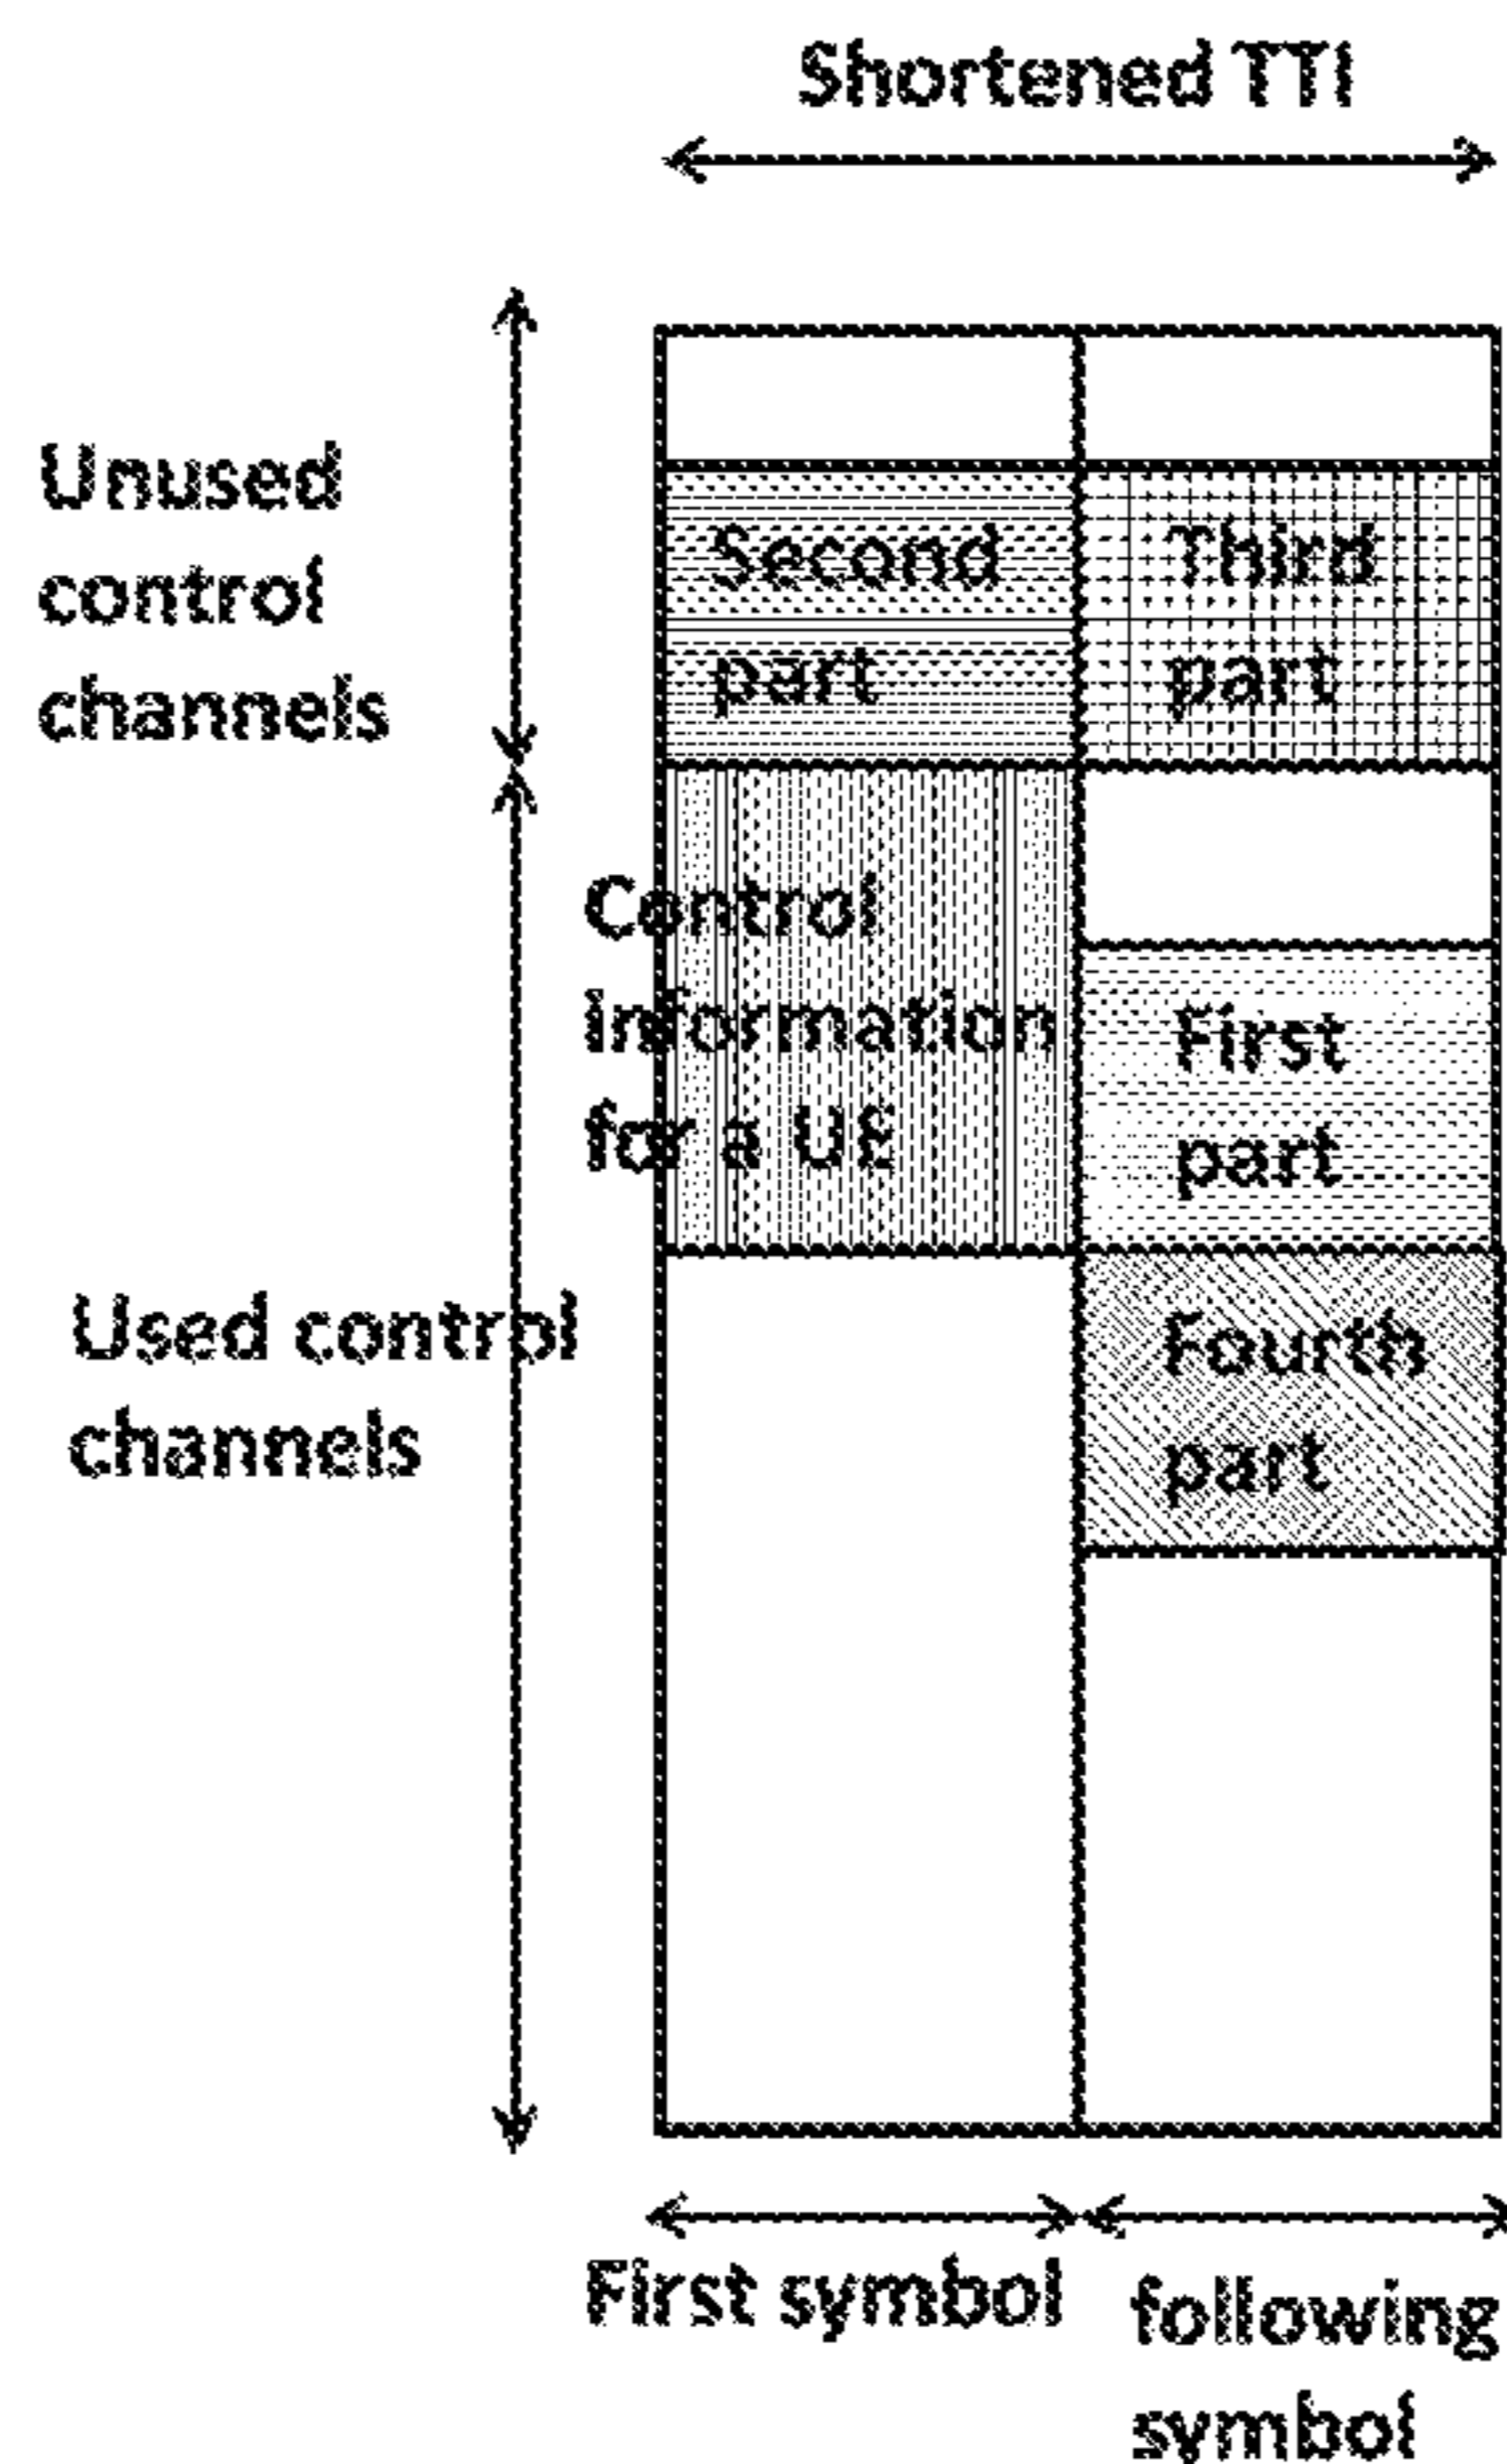 Shortened TTI
Unused
control
channels
Second
part
Third
part
Control
information
for a UE
First
part
Used control
channels
Fourth
part
First symbol
following
symbol